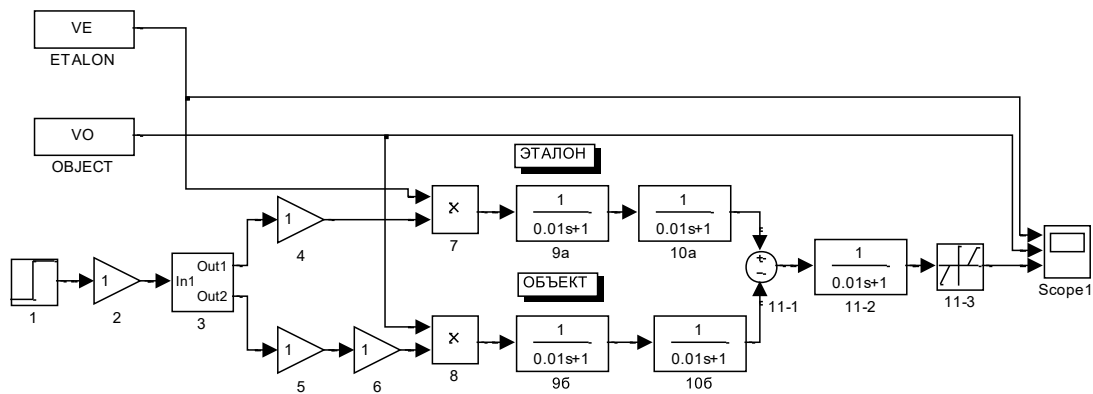 VE
ETALON
VO
OBJECT
ЭТАЛОН
1
4
×
7
1
0.01s+1
9а
1
0.01s+1
10а
1
1
2
In1
Out1
Out2
3
ОБЪЕКТ
+
−
11-1
1
0.01s+1
11-2
11-3
Scope1
1
5
1
6
×
8
1
0.01s+1
9б
1
0.01s+1
10б